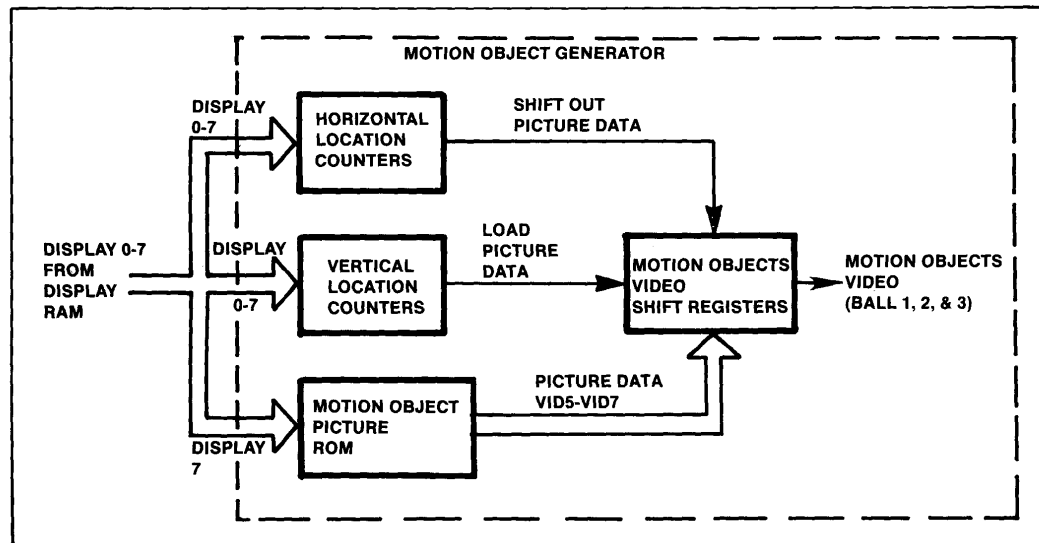 MOTION OBJECT GENERATOR
DISPLAY
0-7
HORIZONTAL
LOCATION
COUNTERS
SHIFT OUT
PICTURE DATA
DISPLAY 0-7
FROM
DISPLAY
RAM
DISPLAY
0-7
VERTICAL
LOCATION
COUNTERS
LOAD
PICTURE
DATA
MOTION OBJECTS
VIDEO
SHIFT REGISTERS
MOTION OBJECTS
VIDEO
(BALL 1, 2, & 3)
DISPLAY
7
MOTION OBJECT
PICTURE
ROM
PICTURE DATA
VID5-VID7